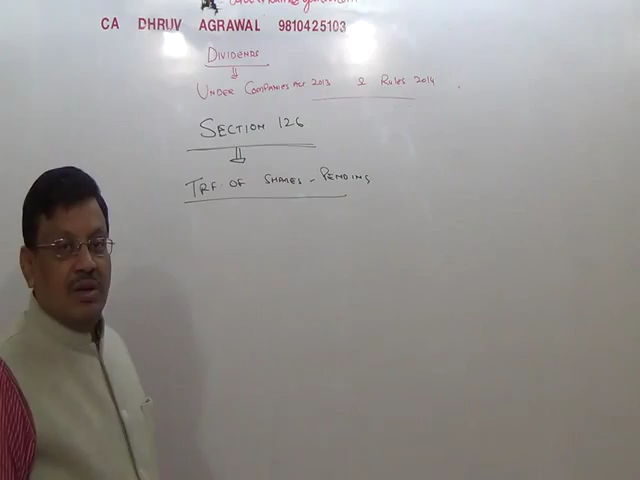 CA DHRUV AGRAWAL 9810425103
DIVIDENDS
UNDER COMPANIES ACT 2013 & RULES 2014
SECTION 126
TRF. OF SHARES - PENDING